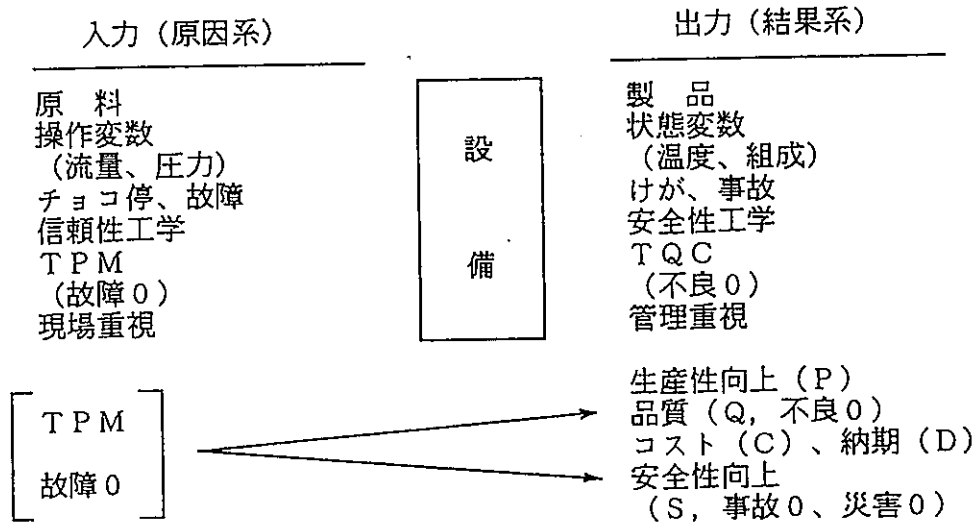 入力（原因系）
原　料
操作変数
（流量、圧力）
チョコ停、故障
信頼性工学
ＴＰＭ
（故障０）
現場重視
設
備
出力（結果系）
製　品
状態変数
（温度、組成）
けが、事故
安全性工学
ＴＱＣ
（不良０）
管理重視
ＴＰＭ
故障０
生産性向上（Ｐ）
品質（Ｑ，不良０）
コスト（Ｃ）、納期（Ｄ）
安全性向上
（Ｓ，事故０、災害０）